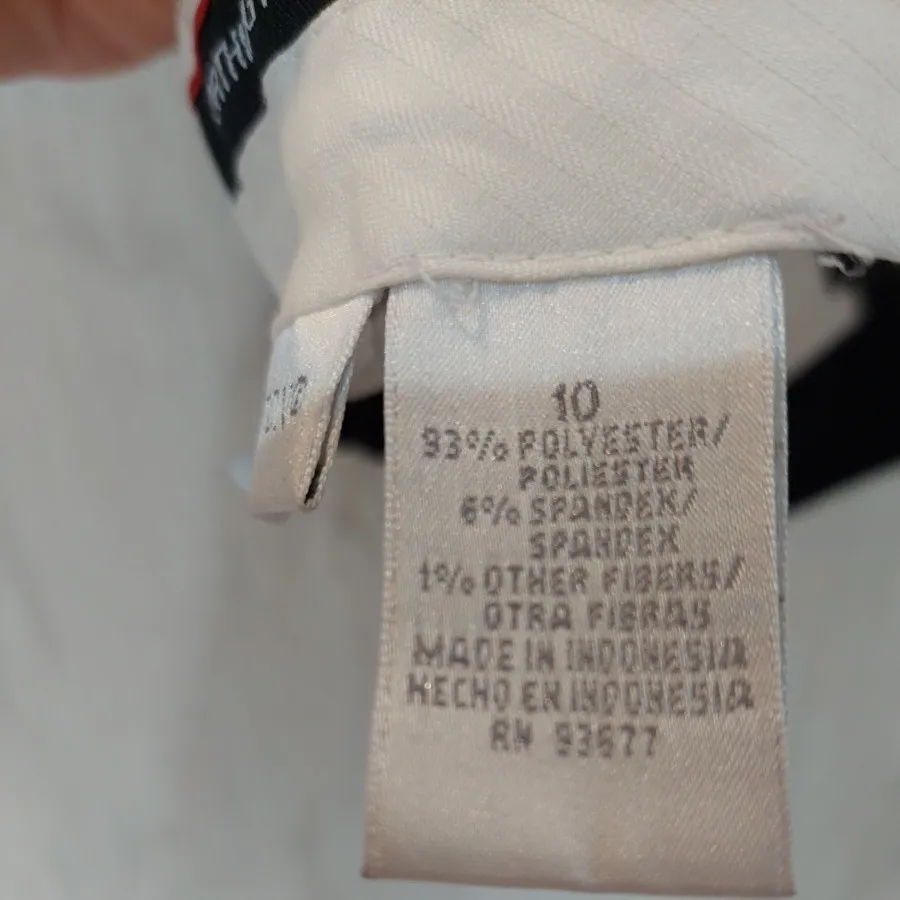 10
93% POLYESTER/
POLIESTER
6% SPANDEX/
SPANDEX
1% OTHER FIBERS/
OTRA FIBRAS
MADE IN INDONESIA
HECHO EN INDONESIA
RN 93677